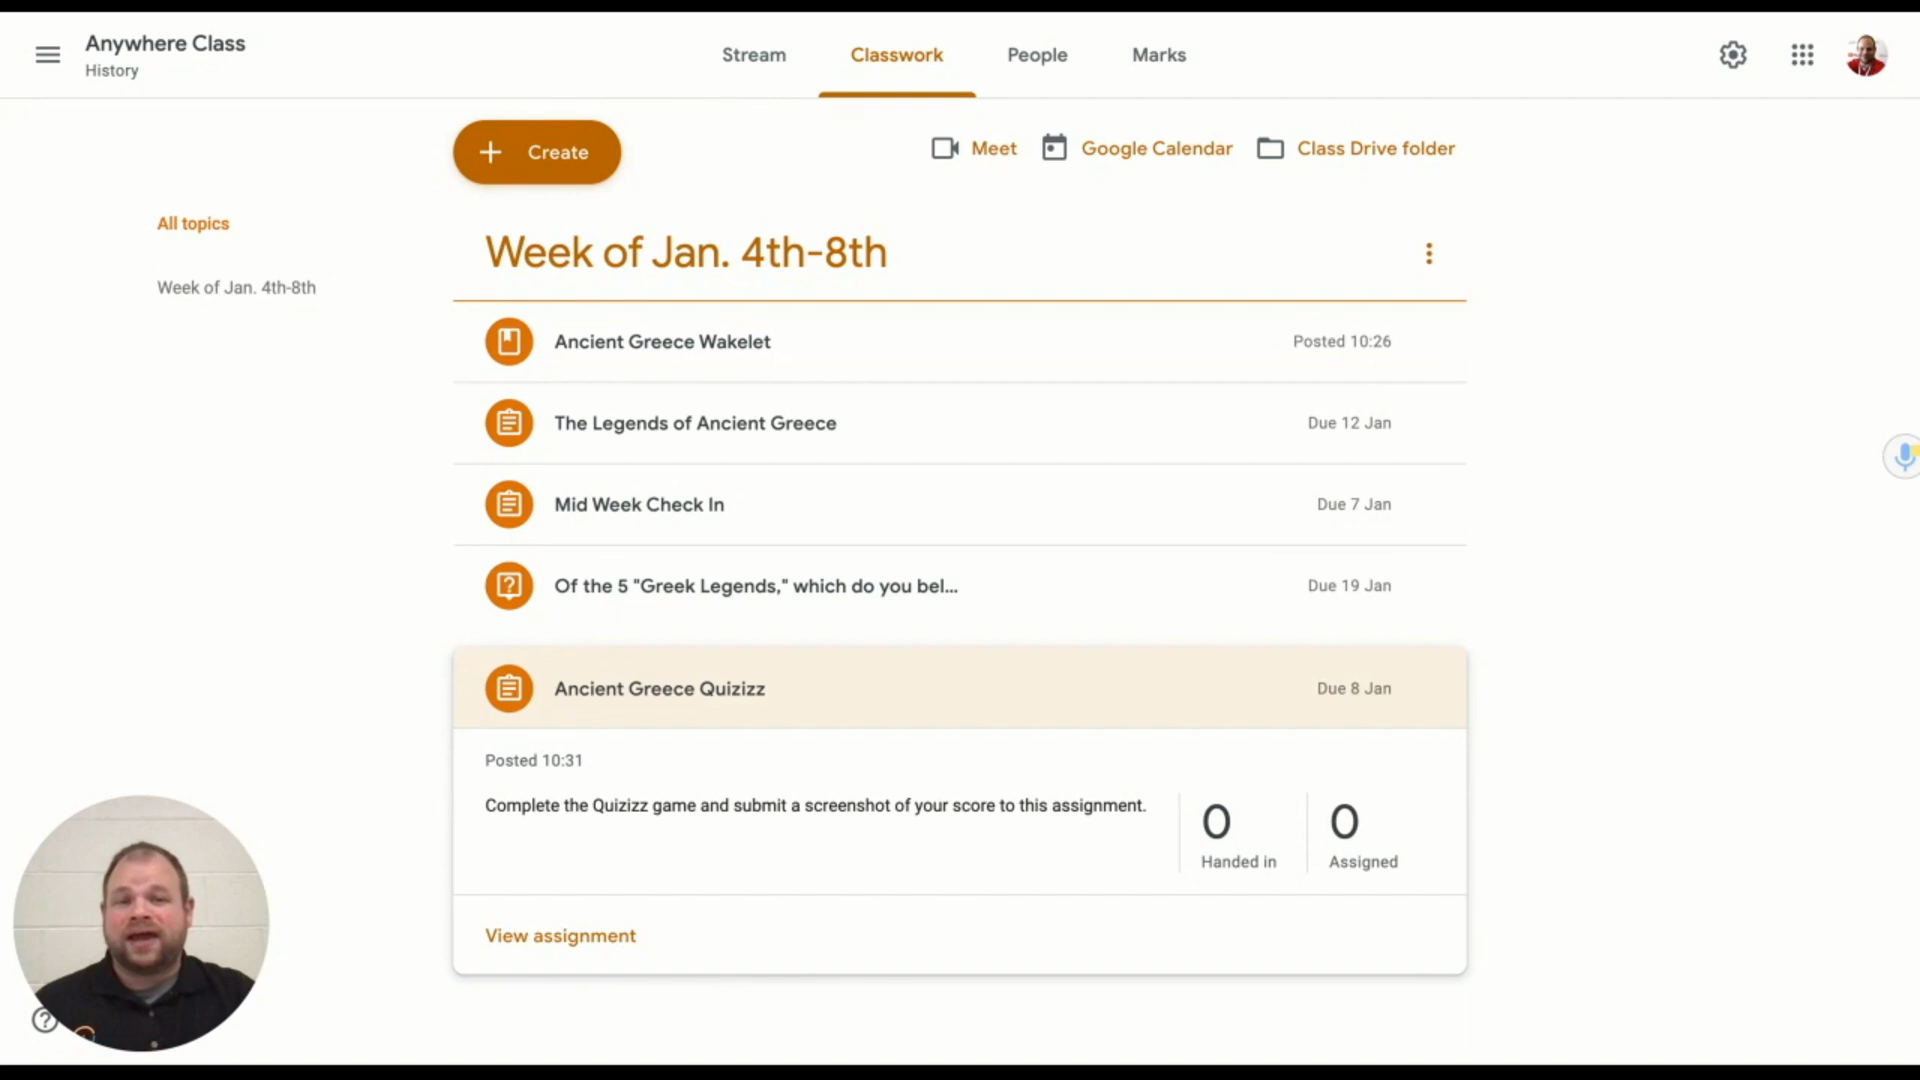 Anywhere Class
History
Stream
Classwork
People
Marks
Create
Meet
Google Calendar
Class Drive folder
All topics
Week of Jan. 4th-8th
Week of Jan. 4th-8th
Ancient Greece Wakelet
Posted 10:26
The Legends of Ancient Greece
Due 12 Jan
Mid Week Check In
Due 7 Jan
Of the 5 "Greek Legends," which do you bel...
Due 19 Jan
Ancient Greece Quizizz
Due 8 Jan
Posted 10:31
Complete the Quizizz game and submit a screenshot of your score to this assignment.
0
Handed in
0
Assigned
View assignment